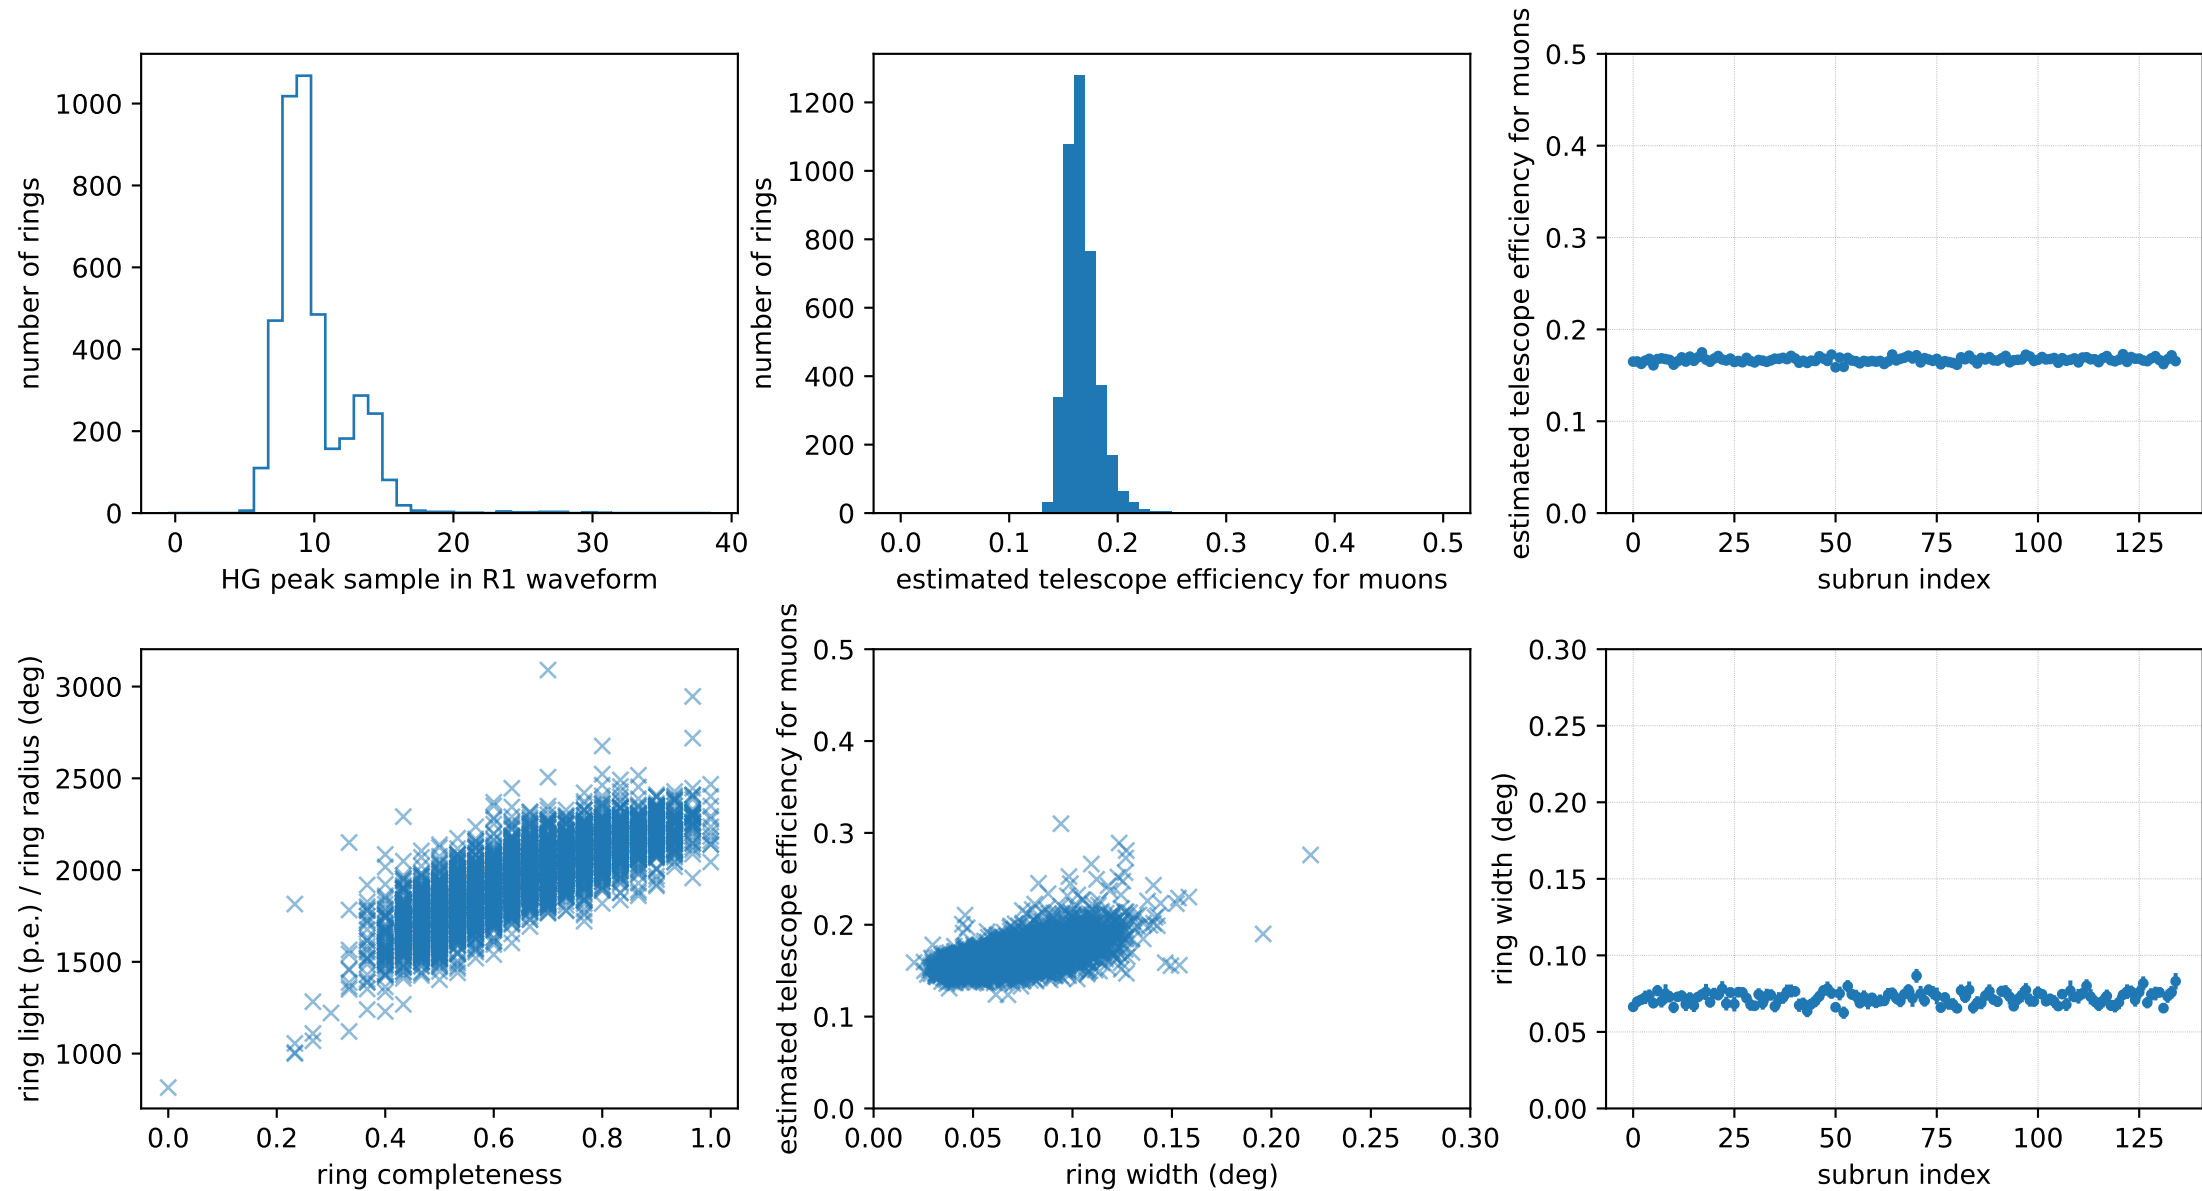 number of rings
1000
800
600
400
200
0
0 10 20 30 40
HG peak sample in R1 waveform
number of rings
1200
1000
800
600
400
200
0
0.0 0.1 0.2 0.3 0.4 0.5
estimated telescope efficiency for muons
estimated telescope efficiency for muons
0.5
0.4
0.3
0.2
0.1
0.0
0 25 50 75 100 125
subrun index
ring light (p.e.) / ring radius (deg)
3000
2500
2000
1500
1000
0.0 0.2 0.4 0.6 0.8 1.0
ring completeness
estimated telescope efficiency for muons
0.5
0.4
0.3
0.2
0.1
0.0
0.00 0.05 0.10 0.15 0.20 0.25 0.30
ring width (deg)
ring width (deg)
0.30
0.25
0.20
0.15
0.10
0.05
0.00
0 25 50 75 100 125
subrun index